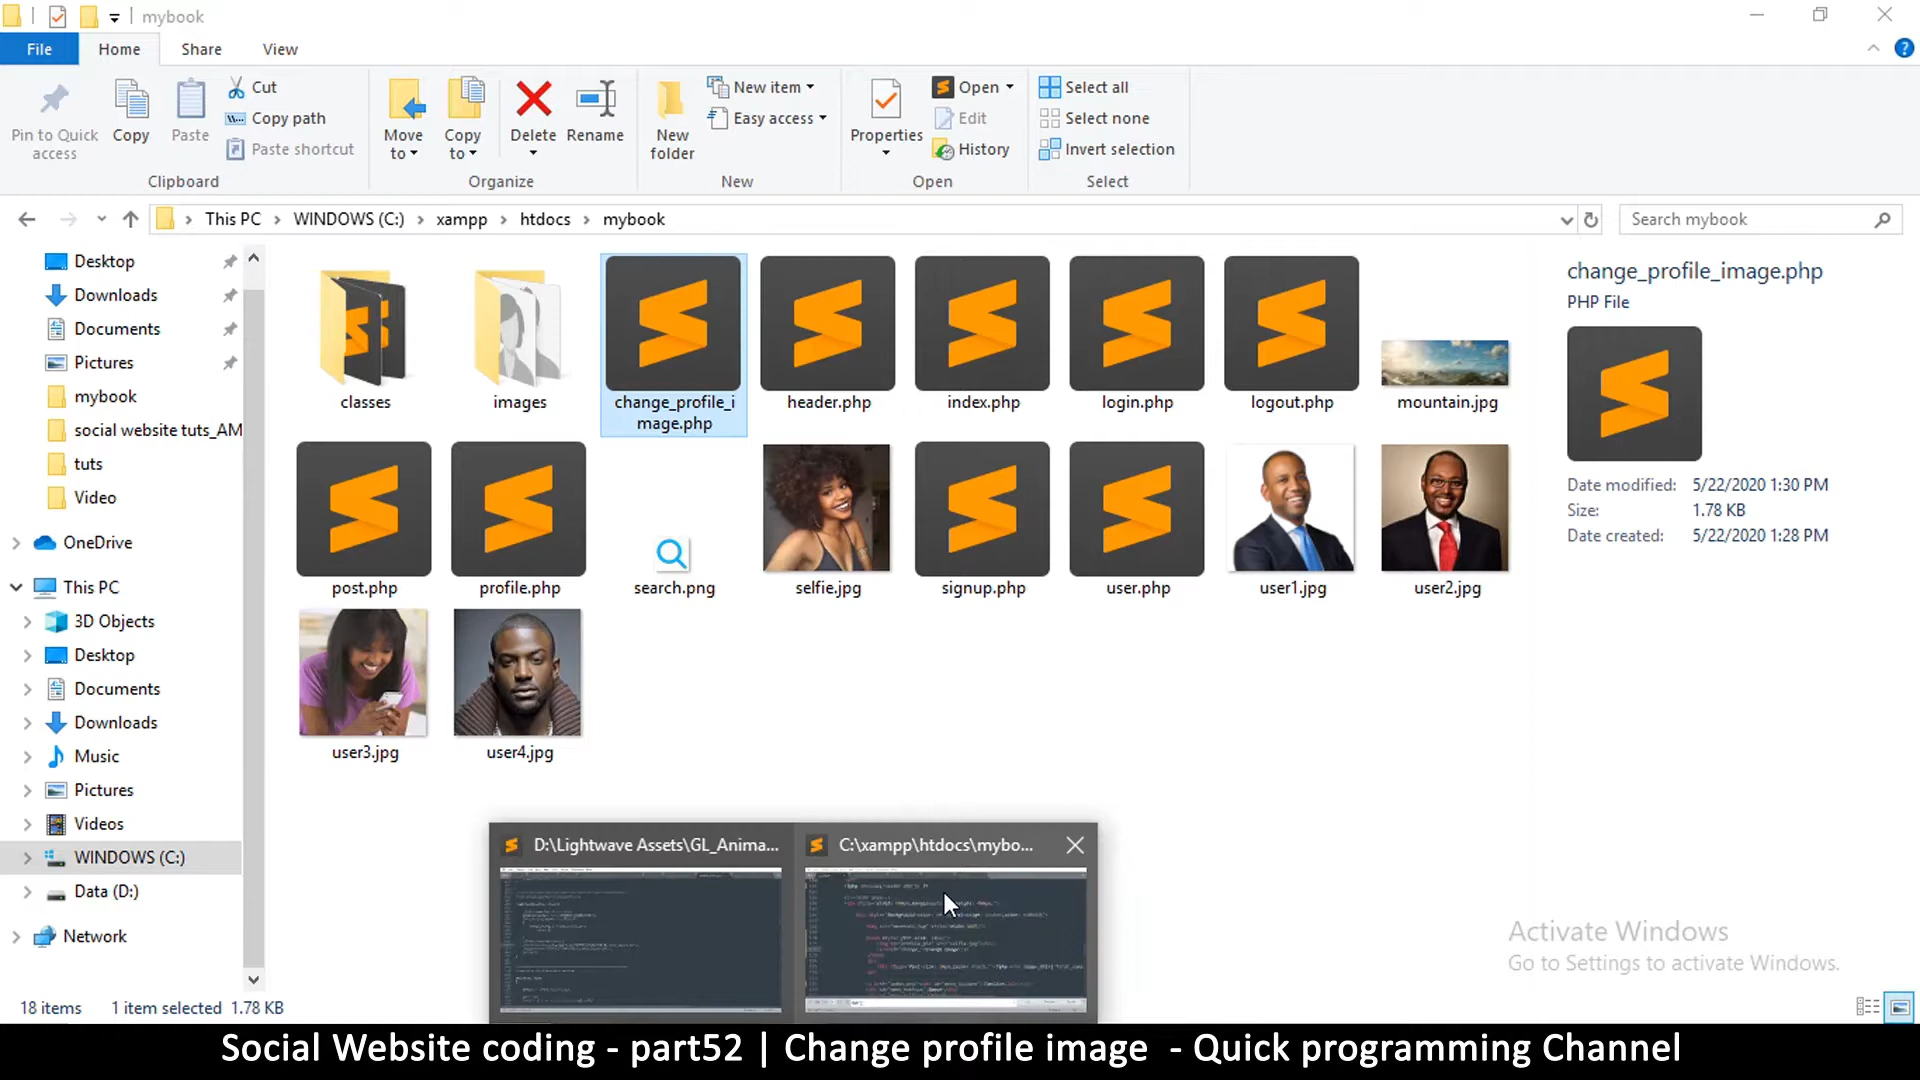 mybook
File Home Share View
Pin to Quick access
Copy
Paste
Cut
Copy path
Paste shortcut
Clipboard
Move to
Copy to
Delete
Rename
Organize
New folder
New item
Easy access
New
Properties
Open
Edit
History
Open
Select all
Select none
Invert selection
Select
This PC > WINDOWS (C:) > xampp > htdocs > mybook
Search mybook
Desktop
Downloads
Documents
Pictures
mybook
social website tuts_AM
tuts
Video
OneDrive
This PC
3D Objects
Desktop
Documents
Downloads
Music
Pictures
Videos
WINDOWS (C:)
Data (D:)
Network
classes
images
change_profile_i
mage.php
header.php
index.php
login.php
logout.php
mountain.jpg
post.php
profile.php
search.png
selfie.jpg
signup.php
user.php
user1.jpg
user2.jpg
user3.jpg
user4.jpg
change_profile_image.php
PHP File
Date modified: 5/22/2020 1:30 PM
Size: 1.78 KB
Date created: 5/22/2020 1:28 PM
D:\Lightwave Assets\GL_Anima...
C:\xampp\htdocs\mybo...
Activate Windows
Go to Settings to activate Windows.
18 items 1 item selected 1.78 KB
Social Website coding - part52 | Change profile image - Quick programming Channel